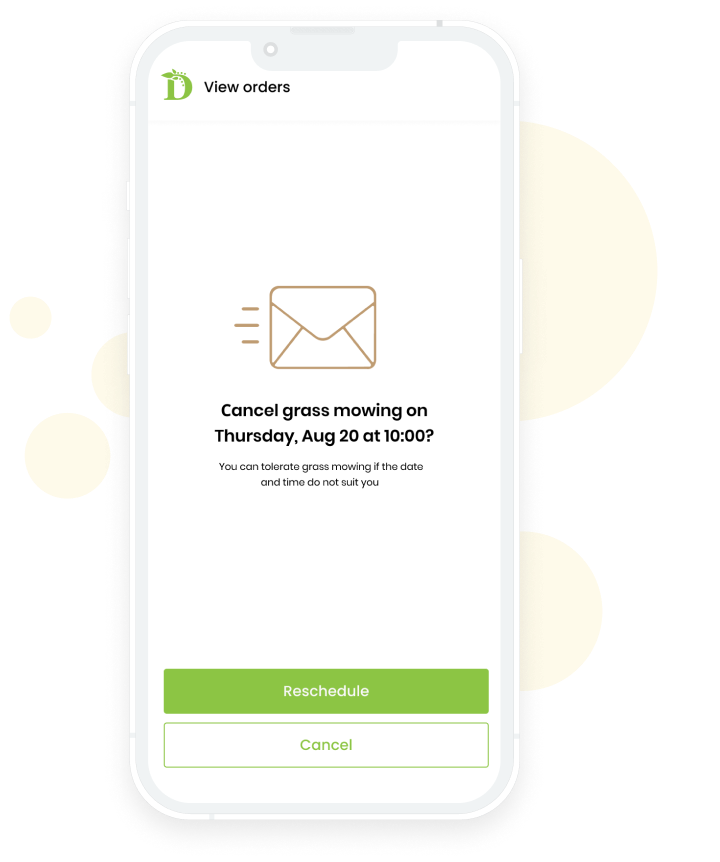 D View orders
Cancel grass mowing on
Thursday, Aug 20 at 10:00?
You can tolerate grass mowing if the date
and time do not suit you
Reschedule
Cancel